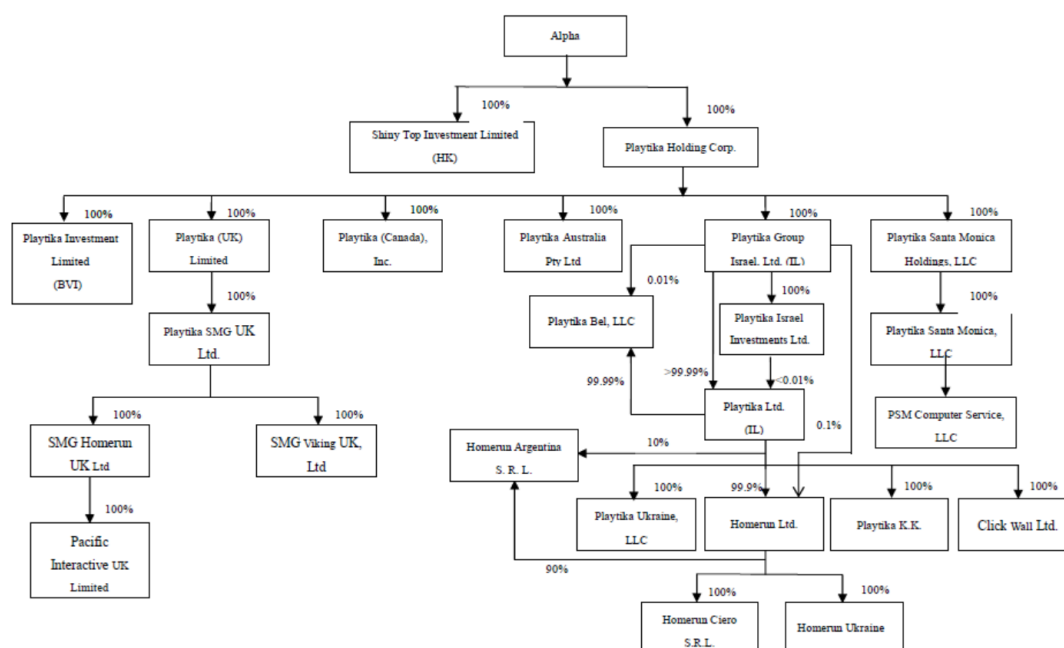 Alpha
100%
100%
Shiny Top Investment Limited
(HK)
Playtika Holding Corp.
100%
100%
100%
100%
100%
100%
Playtika Investment
Limited
(BVI)
Playtika (UK)
Limited
Playtika (Canada),
Inc.
Playtika Australia
Pty Ltd
Playtika Group
Israel, Ltd. (IL)
Playtika Santa Monica
Holdings, LLC
0.01%
100%
100%
100%
Playtika SMG UK
Ltd.
Playtika Bel, LLC
Playtika Israel
Investments Ltd.
Playtika Santa Monica,
LLC
99.99%
>99.99%
<0.01%
Playtika Ltd.
(IL)
PSM Computer Service,
LLC
100%
100%
0.1%
SMG Homerun
UK Ltd
SMG Viking UK,
Ltd
Homerun Argentina
S. R. L.
10%
100%
99.9%
100%
100%
100%
Playtika Ukraine,
LLC
Homerun Ltd.
Playtika K.K.
Click Wall Ltd.
Pacific
Interactive UK
Limited
90%
100%
100%
Homerun Ciero
S.R.L.
Homerun Ukraine